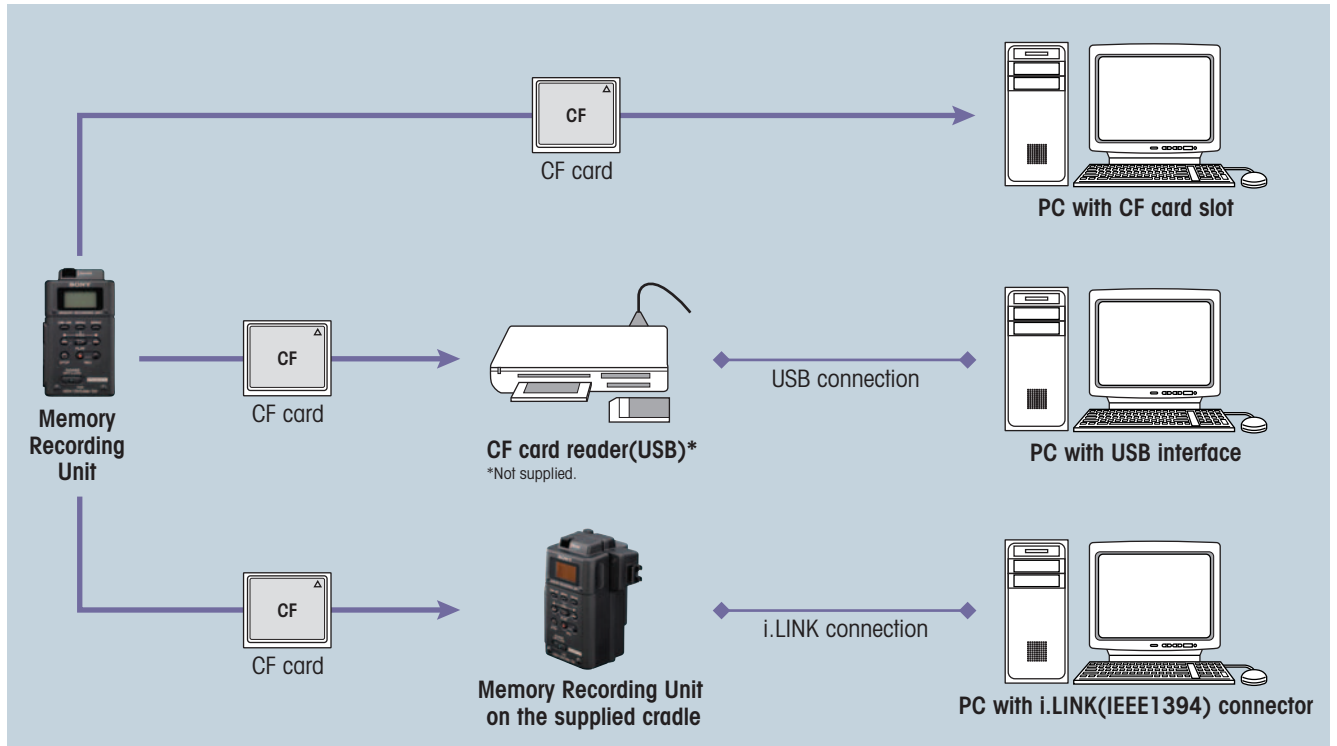 CF
CF card
PC with CF card slot
SONY
Memory
Recording
Unit
CF
CF card
CF card reader(USB)*
*Not supplied.
USB connection
PC with USB interface
CF
CF card
Memory Recording Unit
on the supplied cradle
i.LINK connection
PC with i.LINK(IEEE1394) connector